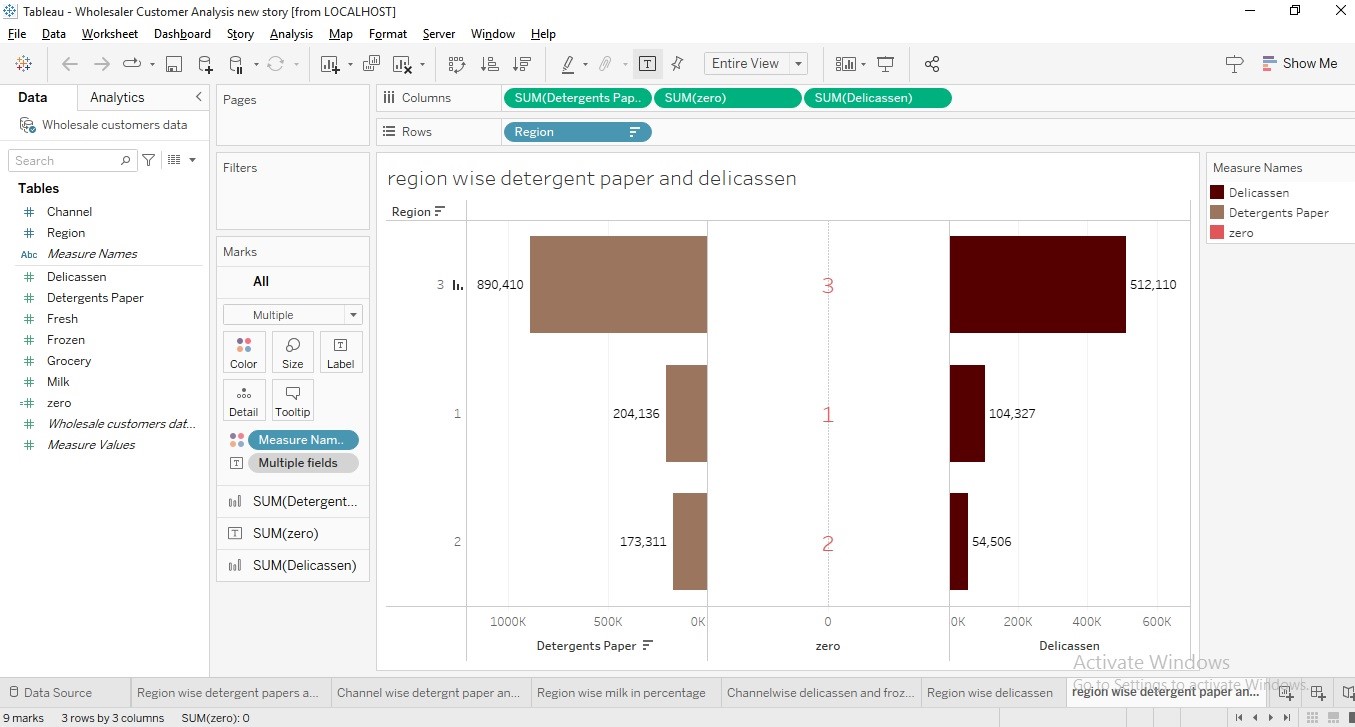 Tableau - Wholesaler Customer Analysis new story [from LOCALHOST]
File Data Worksheet Dashboard Story Analysis Map Format Server Window Help
Entire View
Show Me
Data Analytics
Wholesale customers data
Search
Tables
Channel
Region
Abc Measure Names
Delicassen
Detergents Paper
Fresh
Frozen
Grocery
Milk
zero
Wholesale customers dat...
Measure Values
Pages
Filters
Marks
All
Multiple
Color Size Label
Detail Tooltip
Measure Nam..
Multiple fields
SUM(Detergent...
SUM(zero)
SUM(Delicassen)
Columns SUM(Detergents Pap.. SUM(zero) SUM(Delicassen)
Rows Region
region wise detergent paper and delicassen
Region
3 890,410 3 512,110
1 204,136 1 104,327
2 173,311 2 54,506
1000K 500K 0K 0 0K 200K 400K 600K
Detergents Paper zero Delicassen
Measure Names
Delicassen
Detergents Paper
zero
Activate Windows
Go to Settings to activate Windows.
Data Source Region wise detergent papers a... Channel wise detergnt paper an... Region wise milk in percentage Channelwise delicassen and froz... Region wise delicassen region wise detergent paper an...
9 marks 3 rows by 3 columns SUM(zero): 0